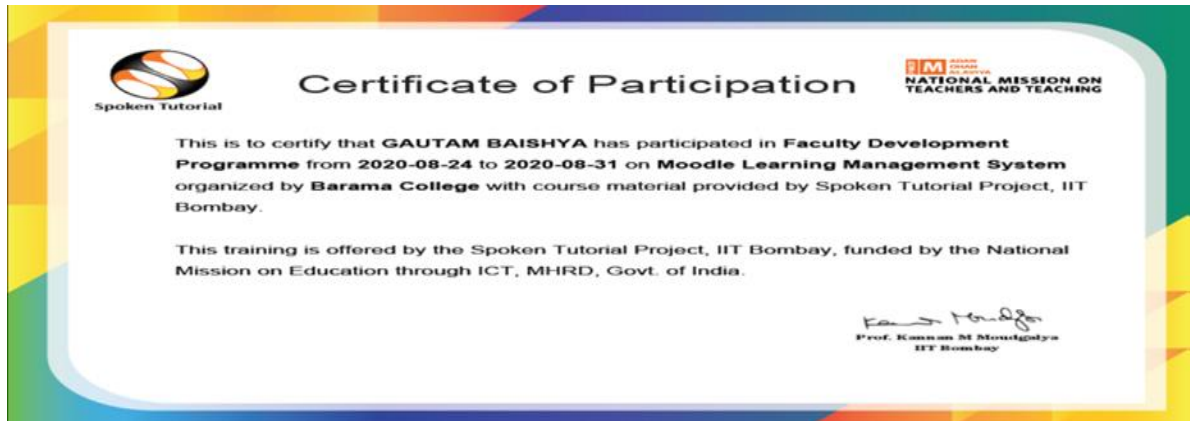 Spoken Tutorial
Certificate of Participation
M ADAN
OHAN
ALAVIYA
NATIONAL MISSION ON
TEACHERS AND TEACHING
This is to certify that GAUTAM BAISHYA has participated in Faculty Development
Programme from 2020-08-24 to 2020-08-31 on Moodle Learning Management System
organized by Barama College with course material provided by Spoken Tutorial Project, IIT
Bombay.
This training is offered by the Spoken Tutorial Project, IIT Bombay, funded by the National
Mission on Education through ICT, MHRD, Govt. of India.
Prof. Kannan M Moudgalya
IIT Bombay